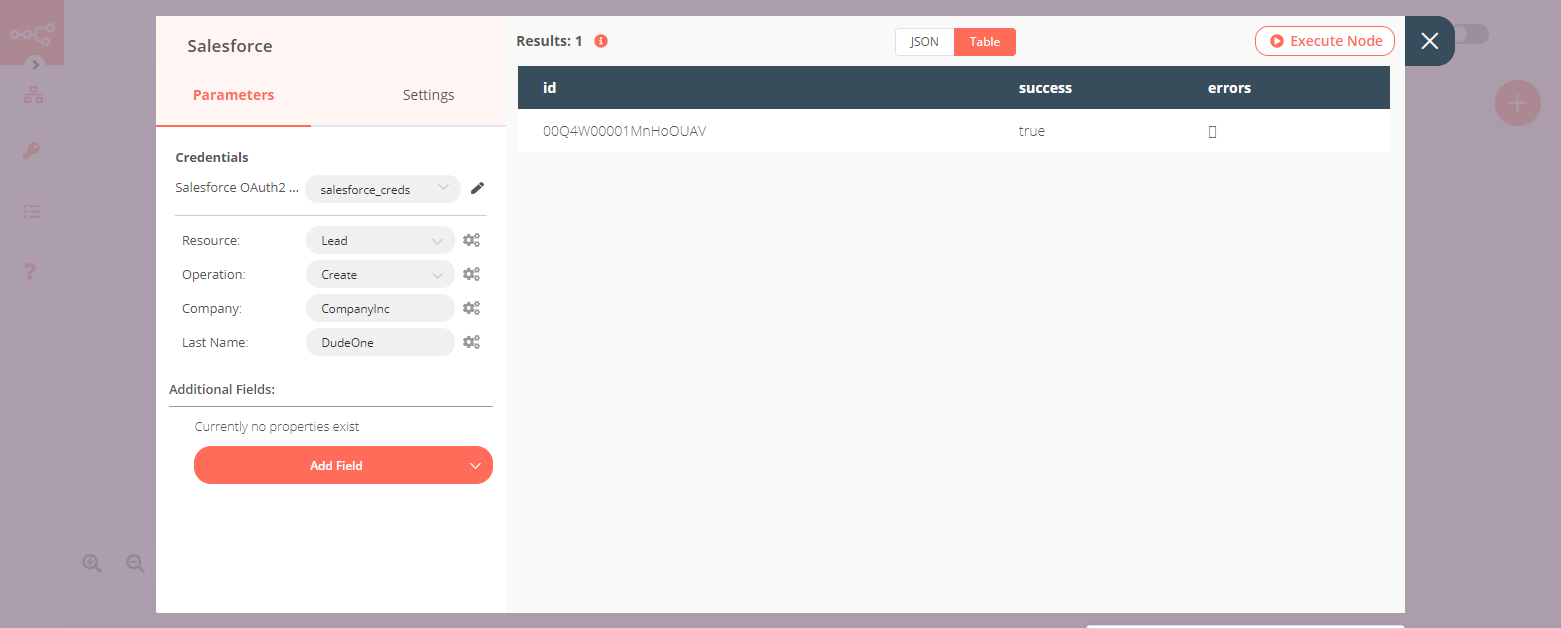 Salesforce
Parameters
Settings
Credentials
Salesforce OAuth2 ...
salesforce_creds
Resource:
Lead
Operation:
Create
Company:
CompanyInc
Last Name:
DudeOne
Additional Fields:
Currently no properties exist
Add Field
Results: 1
JSON
Table
Execute Node
id
success
errors
00Q4W00001MnHoOUAV
true
[]